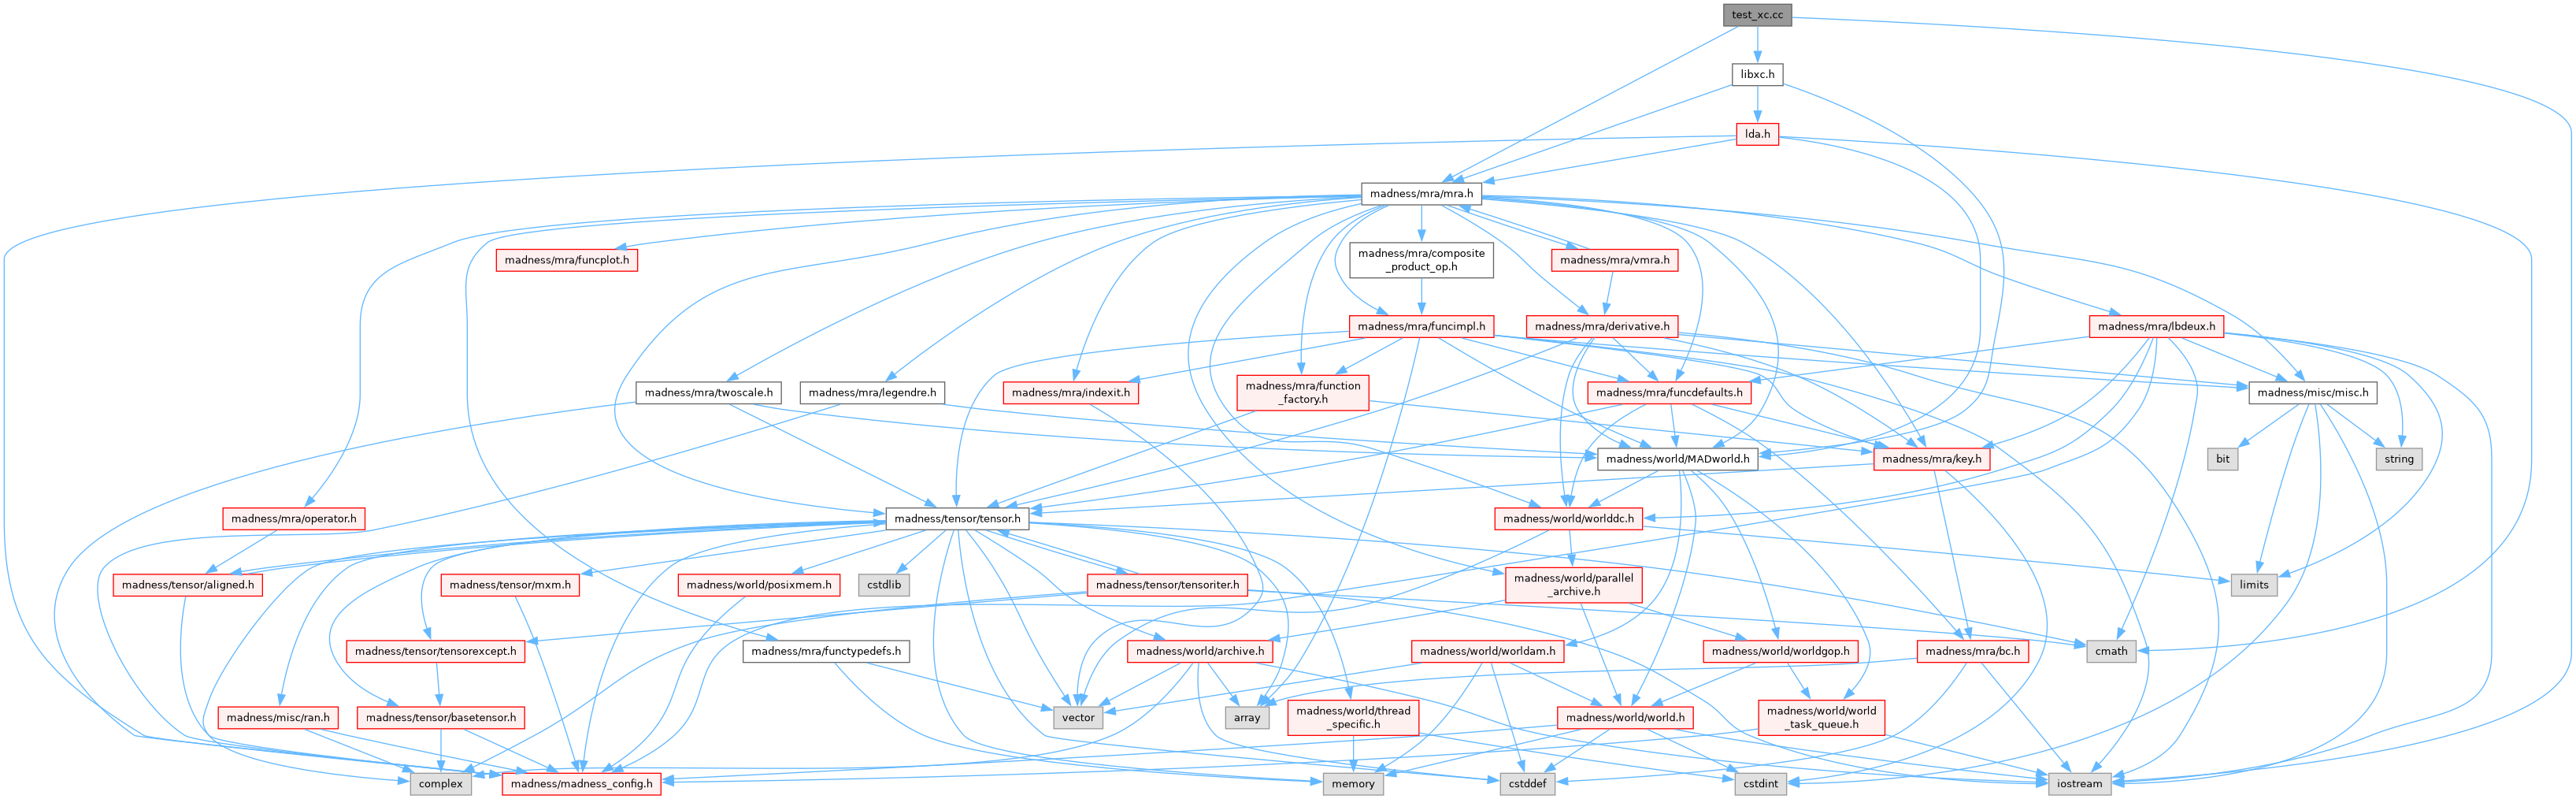 test_xc.cc
libxc.h
lda.h
madness/mra/mra.h
madness/mra/funcplot.h
madness/mra/composite
_product_op.h
madness/mra/vmra.h
madness/mra/funcimpl.h
madness/mra/derivative.h
madness/mra/lbdeux.h
madness/mra/twoscale.h
madness/mra/legendre.h
madness/mra/indexit.h
madness/mra/function
_factory.h
madness/mra/funcdefaults.h
madness/misc/misc.h
madness/world/MADworld.h
madness/mra/key.h
bit
string
madness/mra/operator.h
madness/tensor/tensor.h
madness/world/worlddc.h
madness/tensor/aligned.h
madness/tensor/mxm.h
madness/world/posixmem.h
cstdlib
madness/tensor/tensoriter.h
madness/world/parallel
_archive.h
limits
madness/tensor/tensorexcept.h
madness/mra/functypedefs.h
madness/world/archive.h
madness/world/worldam.h
madness/world/worldgop.h
madness/mra/bc.h
cmath
madness/misc/ran.h
madness/tensor/basetensor.h
vector
array
madness/world/thread
_specific.h
madness/world/world.h
madness/world/world
_task_queue.h
complex
madness/madness_config.h
memory
cstddef
cstdint
iostream